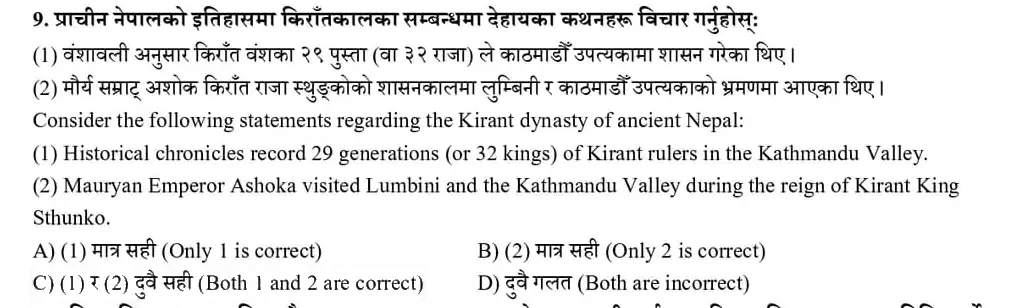 9. प्राचीन नेपालको इतिहासमा किराँतकालका सम्बन्धमा देहायका कथनहरू विचार गर्नुहोस्:
(1) वंशावली अनुसार किराँत वंशका २९ पुस्ता (वा ३२ राजा) ले काठमाडौँ उपत्यकामा शासन गरेका थिए।
(2) मौर्य सम्राट् अशोक किराँत राजा स्थुङ्कोको शासनकालमा लुम्बिनी र काठमाडौँ उपत्यकाको भ्रमणमा आएका थिए।
Consider the following statements regarding the Kirant dynasty of ancient Nepal:
(1) Historical chronicles record 29 generations (or 32 kings) of Kirant rulers in the Kathmandu Valley.
(2) Mauryan Emperor Ashoka visited Lumbini and the Kathmandu Valley during the reign of Kirant King
Sthunko.
A) (1) मात्र सही (Only 1 is correct) B) (2) मात्र सही (Only 2 is correct)
C) (1) र (2) दुवै सही (Both 1 and 2 are correct) D) दुवै गलत (Both are incorrect)